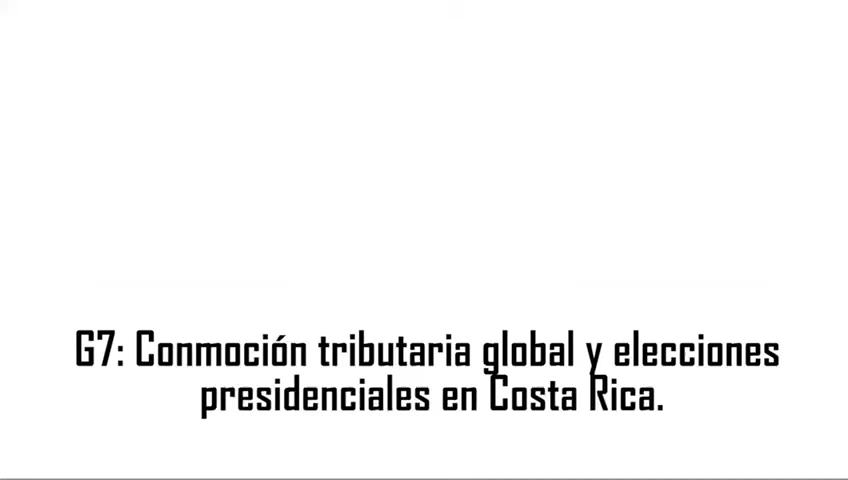 G7: Conmoción tributaria global y elecciones
presidenciales en Costa Rica.